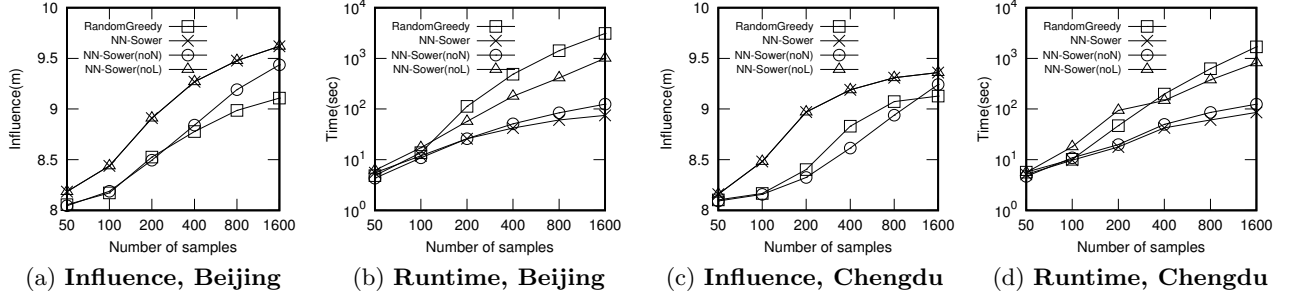 10
9.5
9
8.5
8
Influence(m)
RandomGreedy
NN-Sower
NN-Sower(noN)
NN-Sower(noL)
50 100 200 400 800 1600
Number of samples
(a) Influence, Beijing
10^4
10^3
10^2
10^1
10^0
Time(sec)
RandomGreedy
NN-Sower
NN-Sower(noN)
NN-Sower(noL)
50 100 200 400 800 1600
Number of samples
(b) Runtime, Beijing
10
9.5
9
8.5
8
Influence(m)
RandomGreedy
NN-Sower
NN-Sower(noN)
NN-Sower(noL)
50 100 200 400 800 1600
Number of samples
(c) Influence, Chengdu
10^4
10^3
10^2
10^1
10^0
Time(sec)
RandomGreedy
NN-Sower
NN-Sower(noN)
NN-Sower(noL)
50 100 200 400 800 1600
Number of samples
(d) Runtime, Chengdu